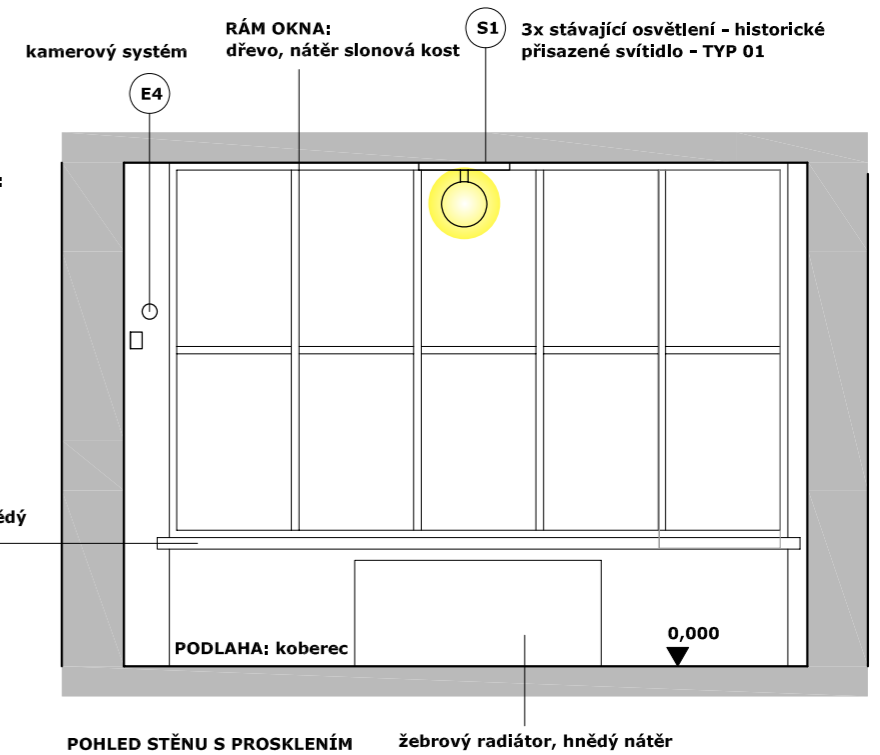 RÁM OKNA:
dřevo, nátěr slonová kost
S1
3x stávající osvětlení - historické
přisazené svítidlo - TYP 01
kamerový systém
E4
PODLAHA: koberec
0,000
POHLED STĚNU S PROSKLENÍM
žebrový radiátor, hnědý nátěr